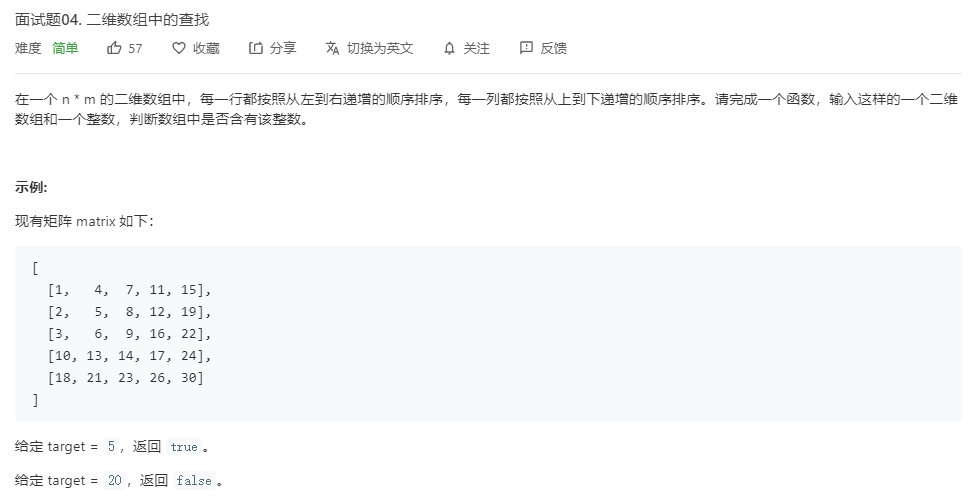 面试题04. 二维数组中的查找
难度 简单 57 收藏 分享 切换为英文 关注 反馈
在一个 n * m 的二维数组中，每一行都按照从左到右递增的顺序排序，每一列都按照从上到下递增的顺序排序。请完成一个函数，输入这样的一个二维
数组和一个整数，判断数组中是否含有该整数。
示例:
现有矩阵 matrix 如下：
[
  [1,   4,  7, 11, 15],
  [2,   5,  8, 12, 19],
  [3,   6,  9, 16, 22],
  [10, 13, 14, 17, 24],
  [18, 21, 23, 26, 30]
]
给定 target = 5，返回 true。
给定 target = 20，返回 false。